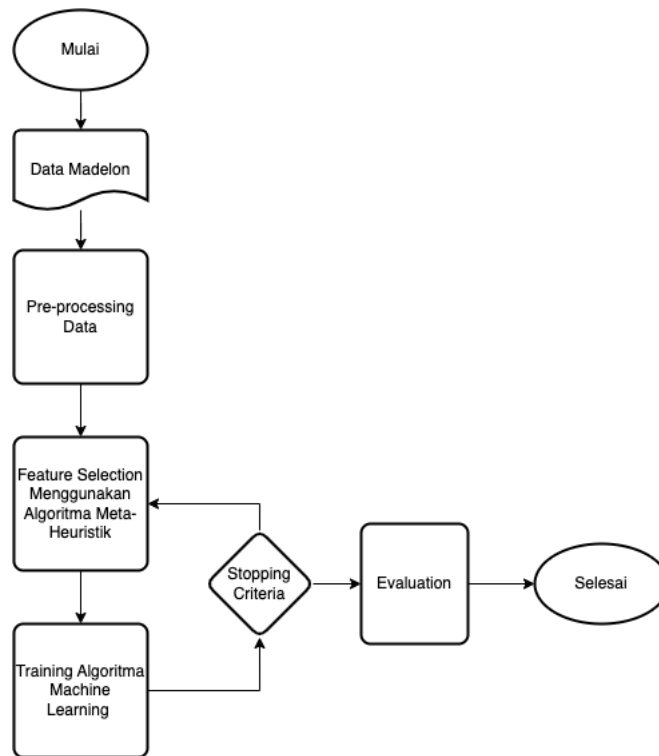 Mulai
Data Madelon
Pre-processing
Data
Feature Selection
Menggunakan
Algoritma Meta-
Heuristik
Training Algoritma
Machine
Learning
Stopping
Criteria
Evaluation
Selesai